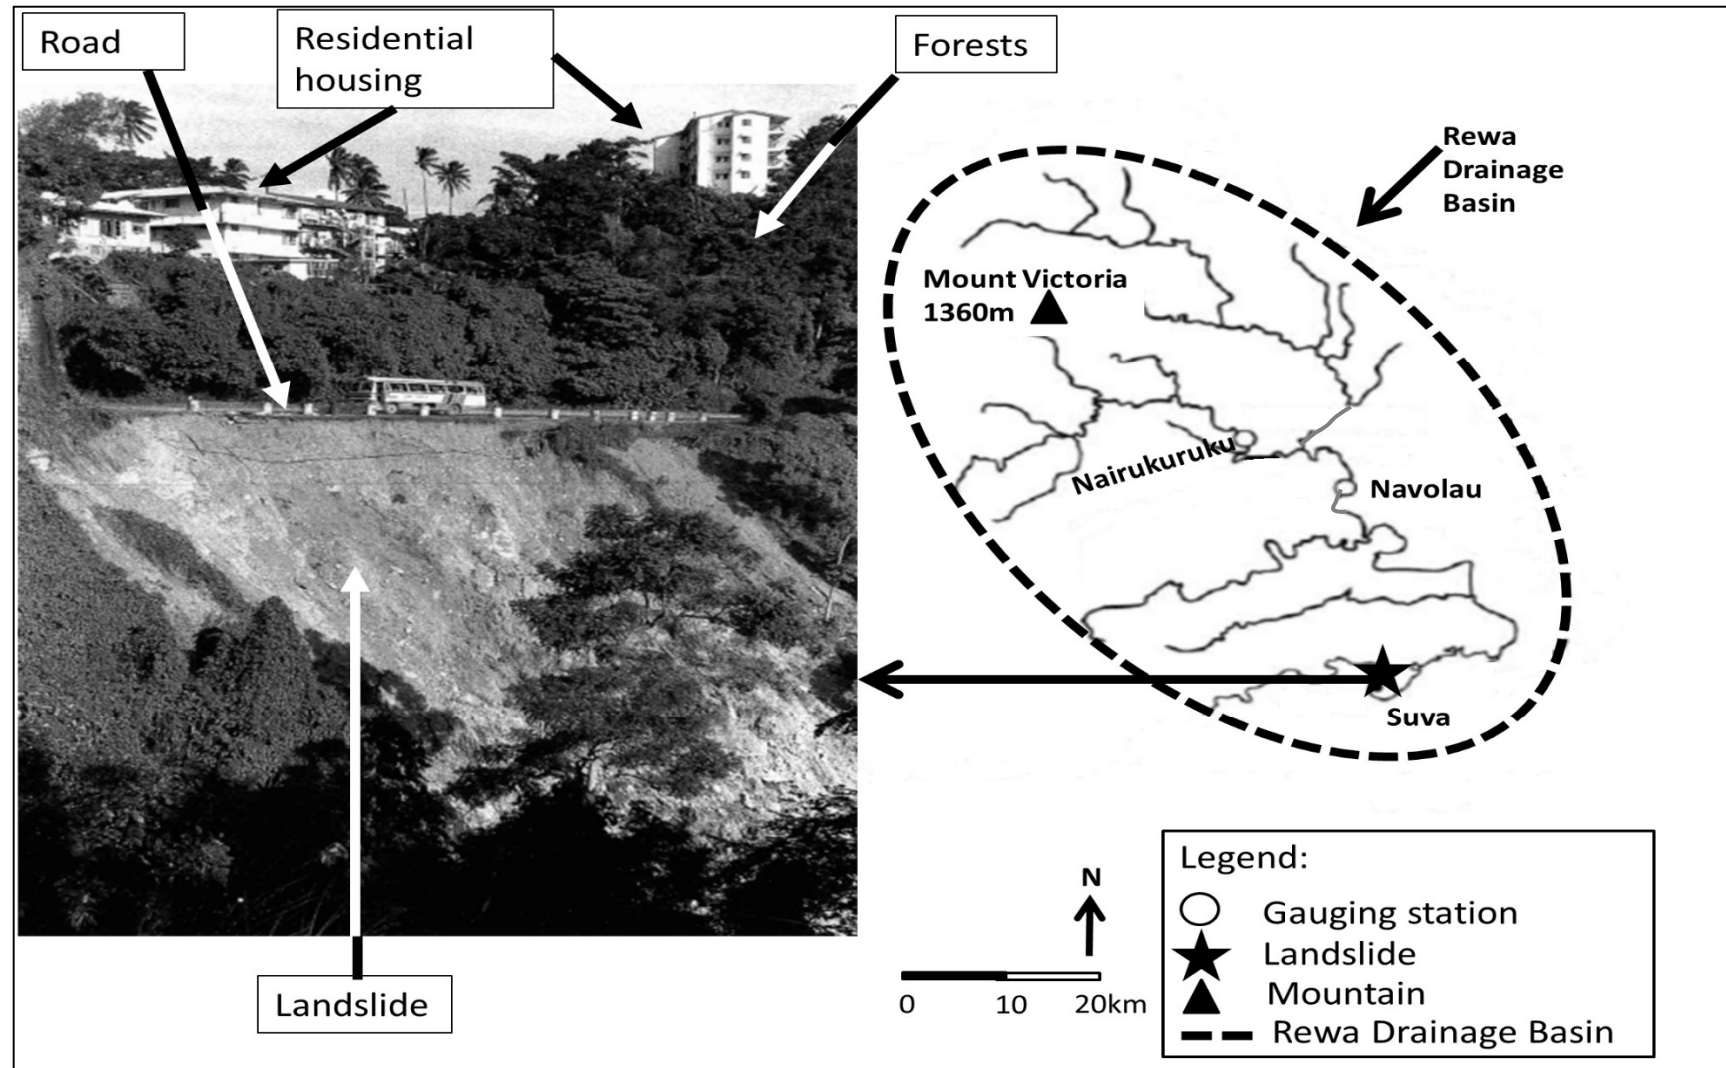 Road
Residential
housing
Forests
Rewa
Drainage
Basin
Mount Victoria
1360m
Nairukuruku
Navolau
Suva
N
0 10 20km
Landslide
Legend:
Gauging station
Landslide
Mountain
Rewa Drainage Basin